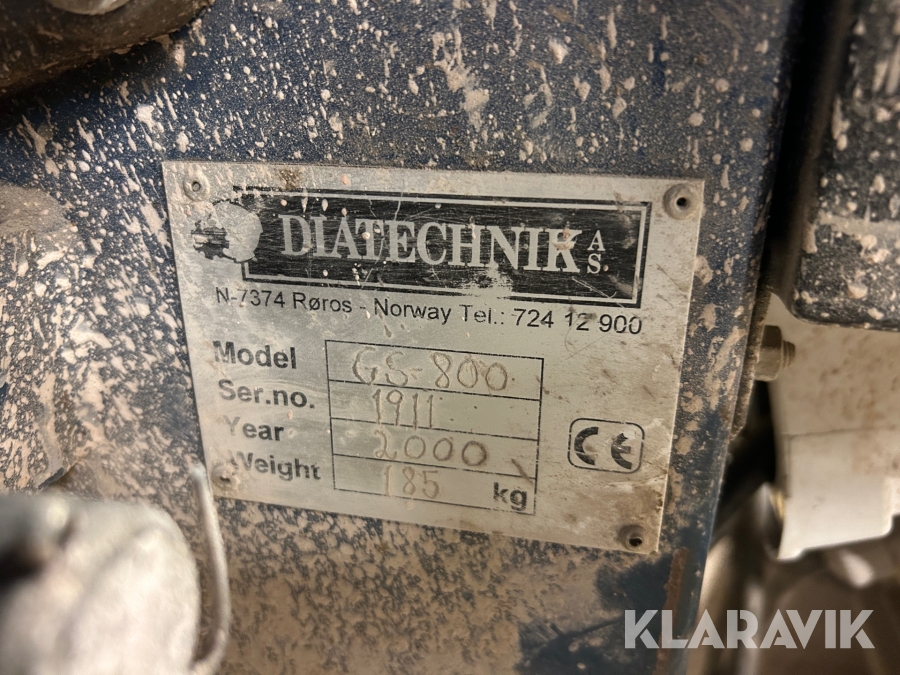 DIATECHNIK AS.
N-7374 Røros - Norway Tel.: 724 12 900
Model GS-800
Ser.no. 1911
Year 2000
Weight 185 kg
CE
KLARAVIK